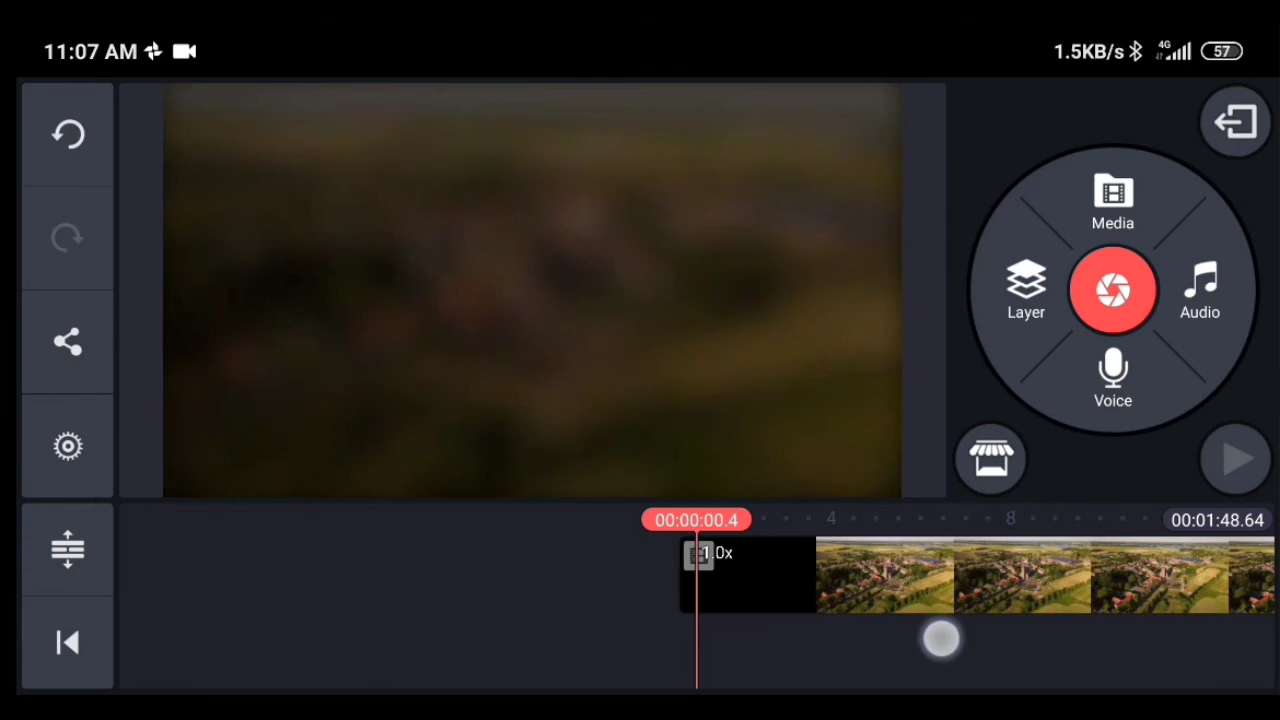 11:07 AM
1.5KB/s 4G 57
Media
Layer
Audio
Voice
00:00:00.4 4 8 00:01:48.64
1.0x